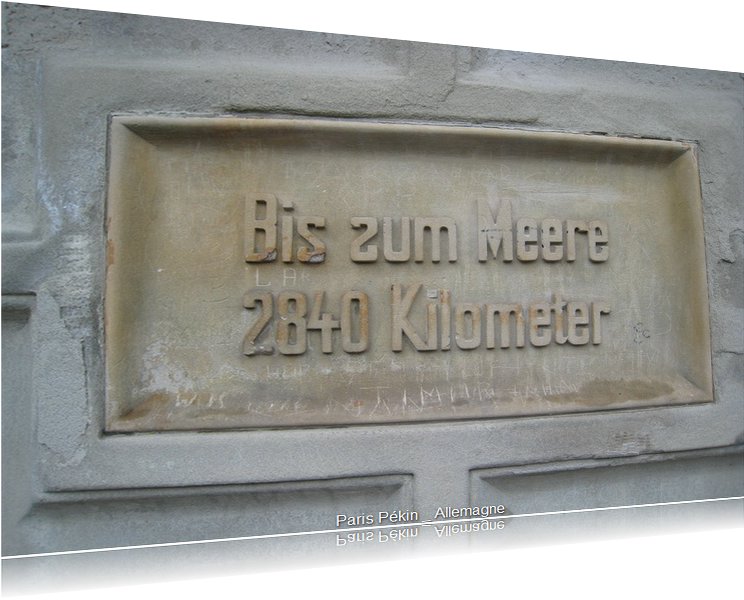 Bis zum Meere
2840 Kilometer
Paris Pékin _ Allemagne